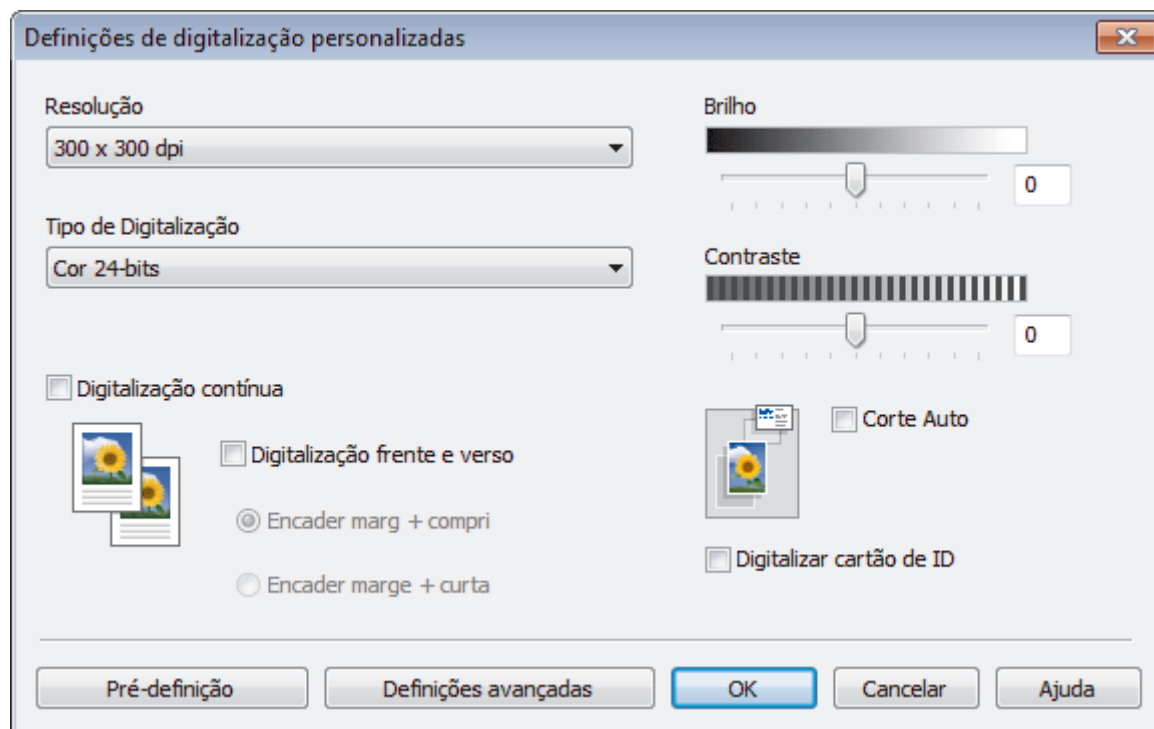 Definições de digitalização personalizadas
Resolução
300 x 300 dpi
Tipo de Digitalização
Cor 24-bits
Digitalização contínua
Digitalização frente e verso
Encader marg + compri
Encader marge + curta
Brilho
0
Contraste
0
Corte Auto
Digitalizar cartão de ID
Pré-definição
Definições avançadas
OK
Cancelar
Ajuda